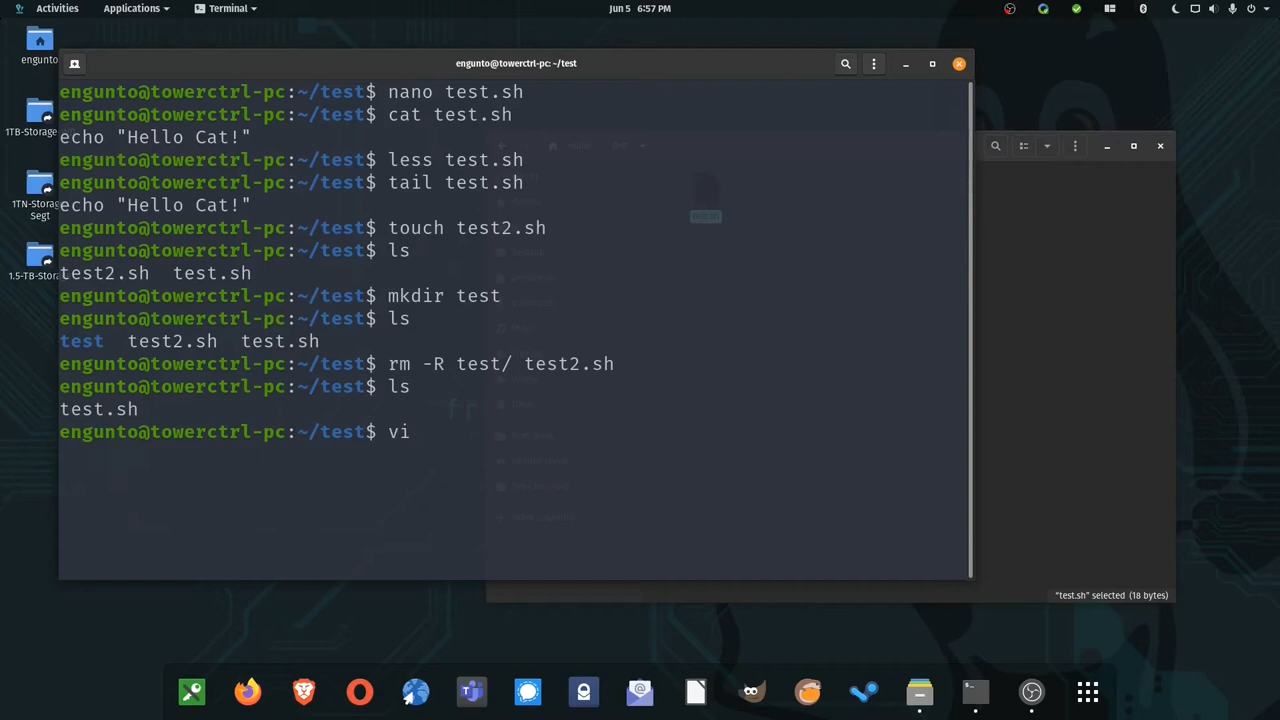 Activities
Applications
Terminal
Jun 5 6:57 PM
engunto
1TB-Storage
1TN-Storag
Segt
1.5-TB-Stora
engunto@towerctrl-pc: ~/test
engunto@towerctrl-pc:~/test$ nano test.sh
engunto@towerctrl-pc:~/test$ cat test.sh
echo "Hello Cat!"
engunto@towerctrl-pc:~/test$ less test.sh
engunto@towerctrl-pc:~/test$ tail test.sh
echo "Hello Cat!"
engunto@towerctrl-pc:~/test$ touch test2.sh
engunto@towerctrl-pc:~/test$ ls
test2.sh  test.sh
engunto@towerctrl-pc:~/test$ mkdir test
engunto@towerctrl-pc:~/test$ ls
test  test2.sh  test.sh
engunto@towerctrl-pc:~/test$ rm -R test/ test2.sh
engunto@towerctrl-pc:~/test$ ls
test.sh
engunto@towerctrl-pc:~/test$ vi
"test.sh" selected (18 bytes)